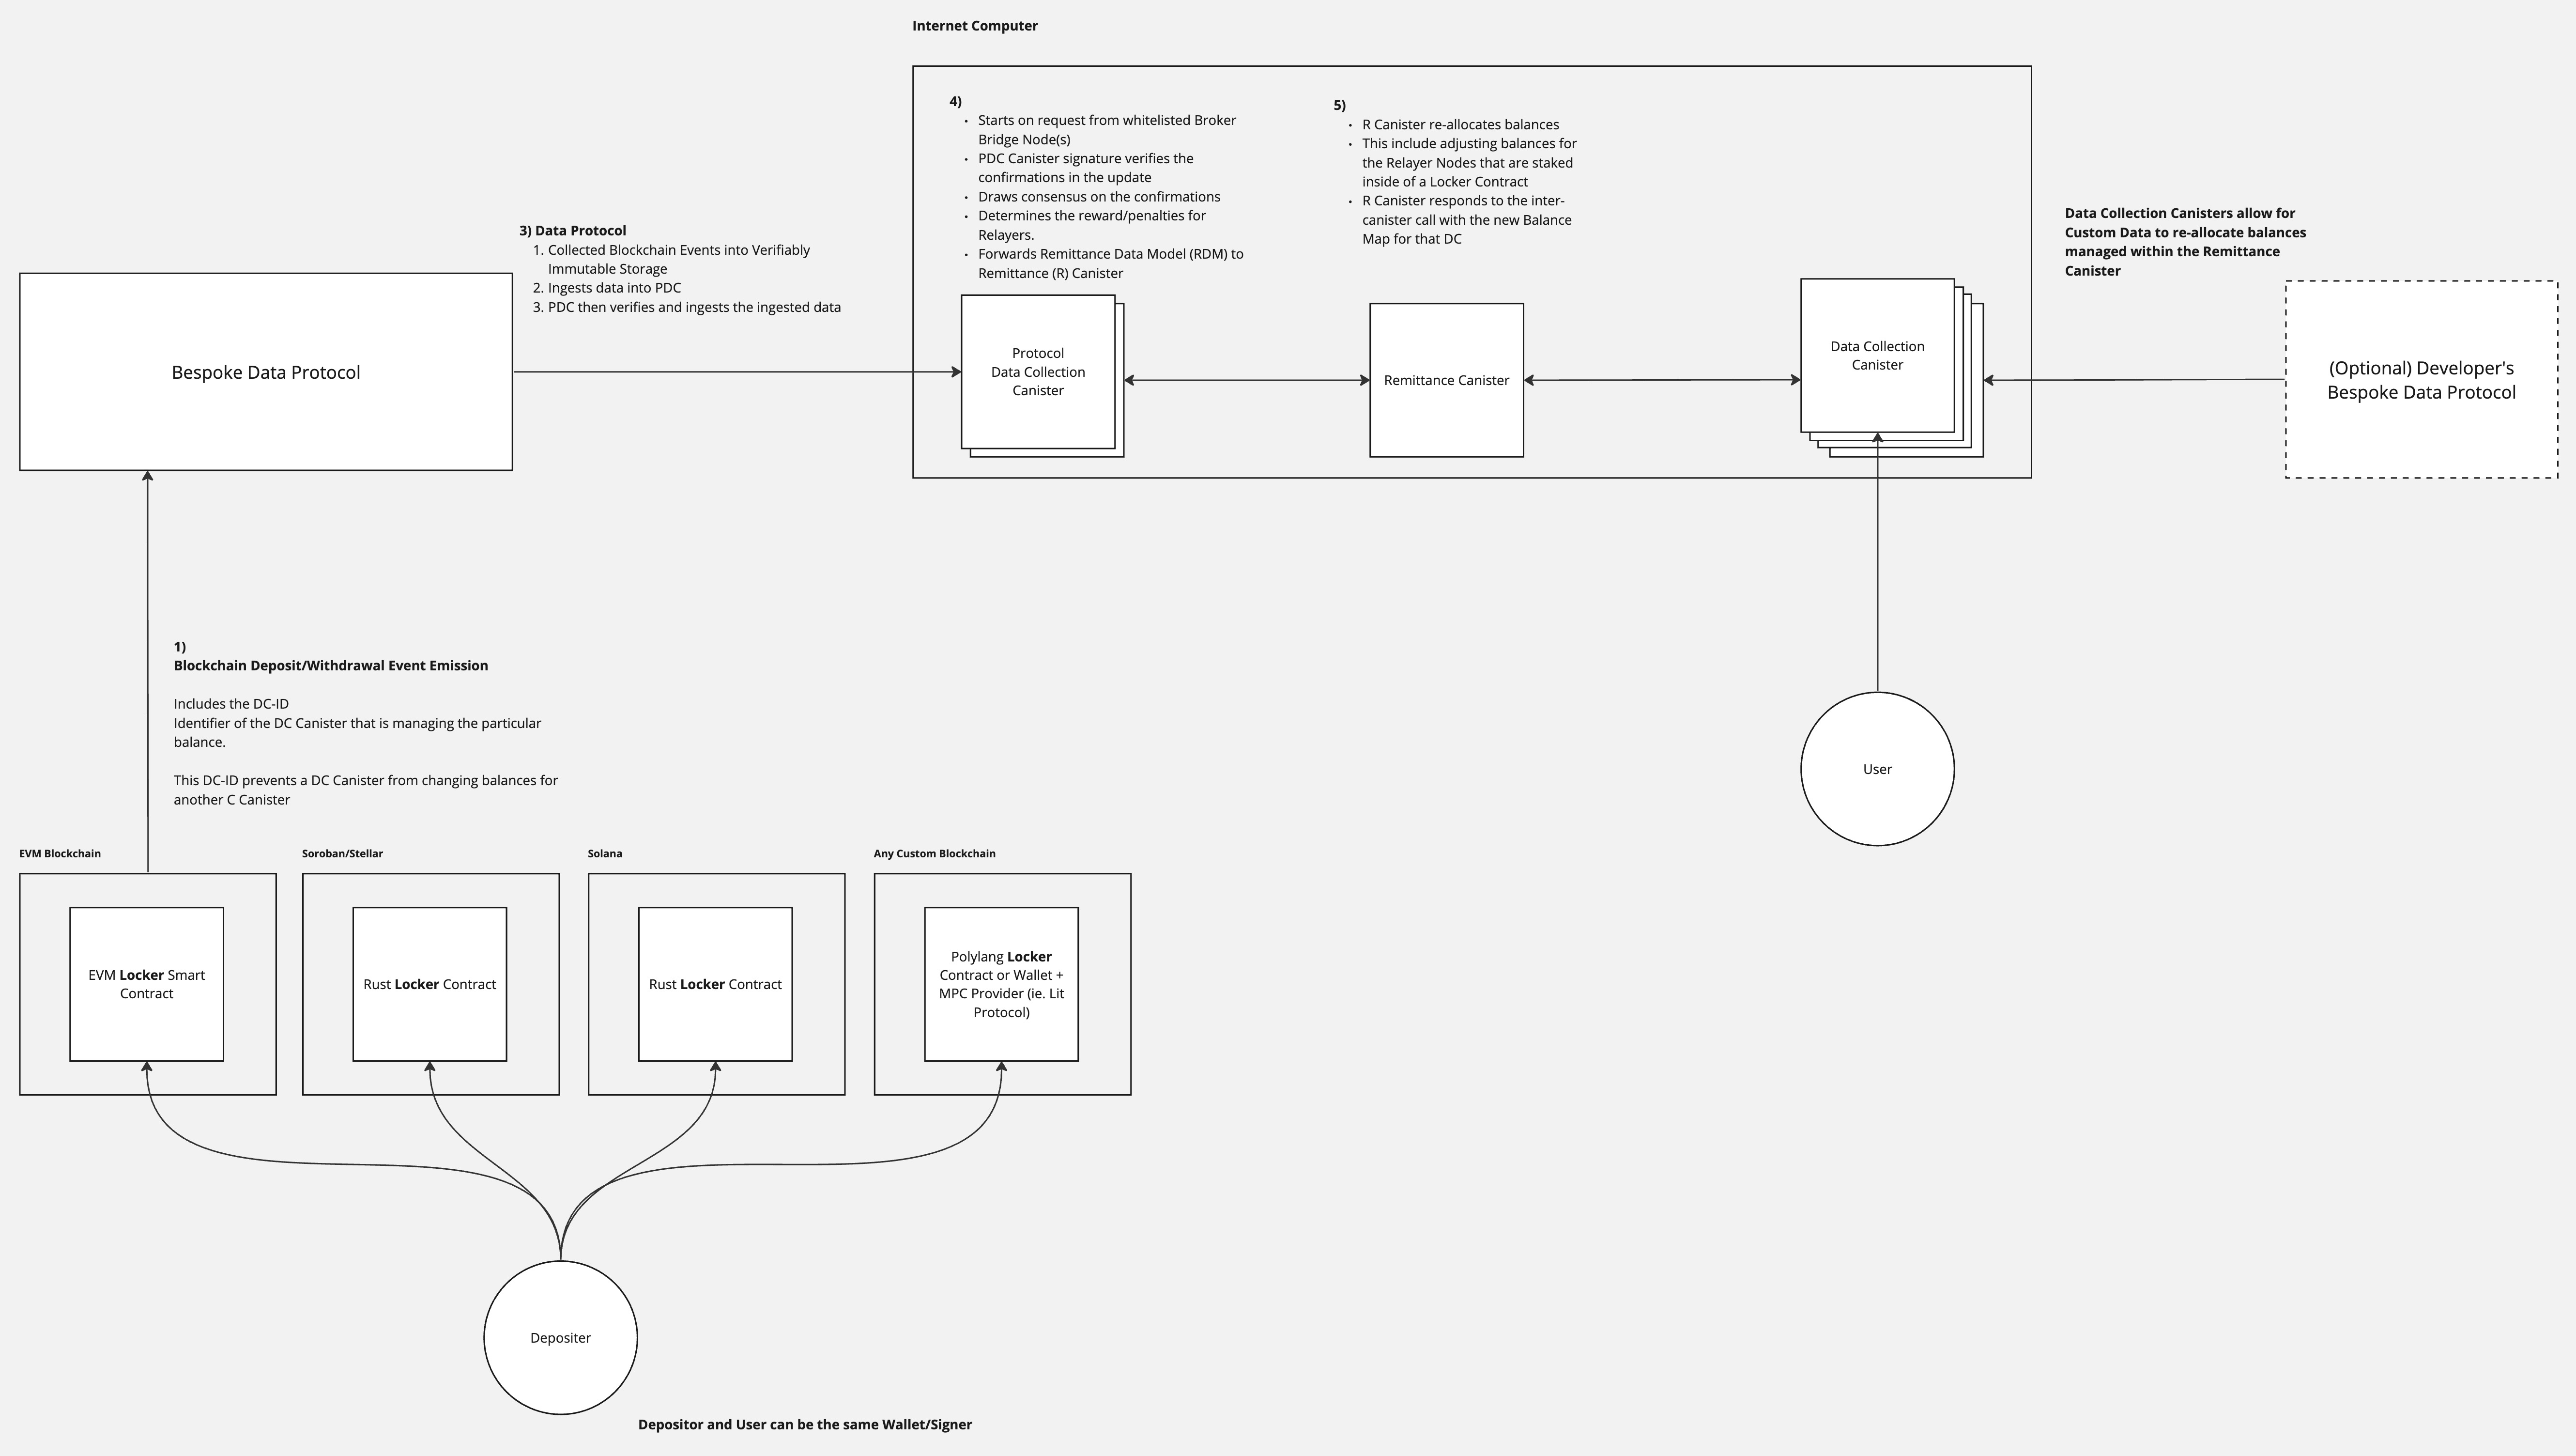 Internet Computer
4)
• Starts on request from whitelisted Broker
Bridge Node(s)
• PDC Canister signature verifies the
confirmations in the update
• Draws consensus on the confirmations
• Determines the reward/penalties for
Relayers.
• Forwards Remittance Data Model (RDM) to
Remittance (R) Canister
5)
• R Canister re-allocates balances
• This include adjusting balances for
the Relayer Nodes that are staked
inside of a Locker Contract
• R Canister responds to the inter-
canister call with the new Balance
Map for that DC
Data Collection Canisters allow for
Custom Data to re-allocate balances
managed within the Remittance
Canister
3) Data Protocol
1. Collected Blockchain Events into Verifiably
Immutable Storage
2. Ingests data into PDC
3. PDC then verifies and ingests the ingested data
Bespoke Data Protocol
Protocol
Data Collection
Canister
Remittance Canister
Data Collection
Canister
(Optional) Developer's
Bespoke Data Protocol
1)
Blockchain Deposit/Withdrawal Event Emission
Includes the DC-ID
Identifier of the DC Canister that is managing the particular
balance.
This DC-ID prevents a DC Canister from changing balances for
another C Canister
User
EVM Blockchain
Soroban/Stellar
Solana
Any Custom Blockchain
EVM Locker Smart
Contract
Rust Locker Contract
Rust Locker Contract
Polylang Locker
Contract or Wallet +
MPC Provider (ie. Lit
Protocol)
Depositer
Depositor and User can be the same Wallet/Signer